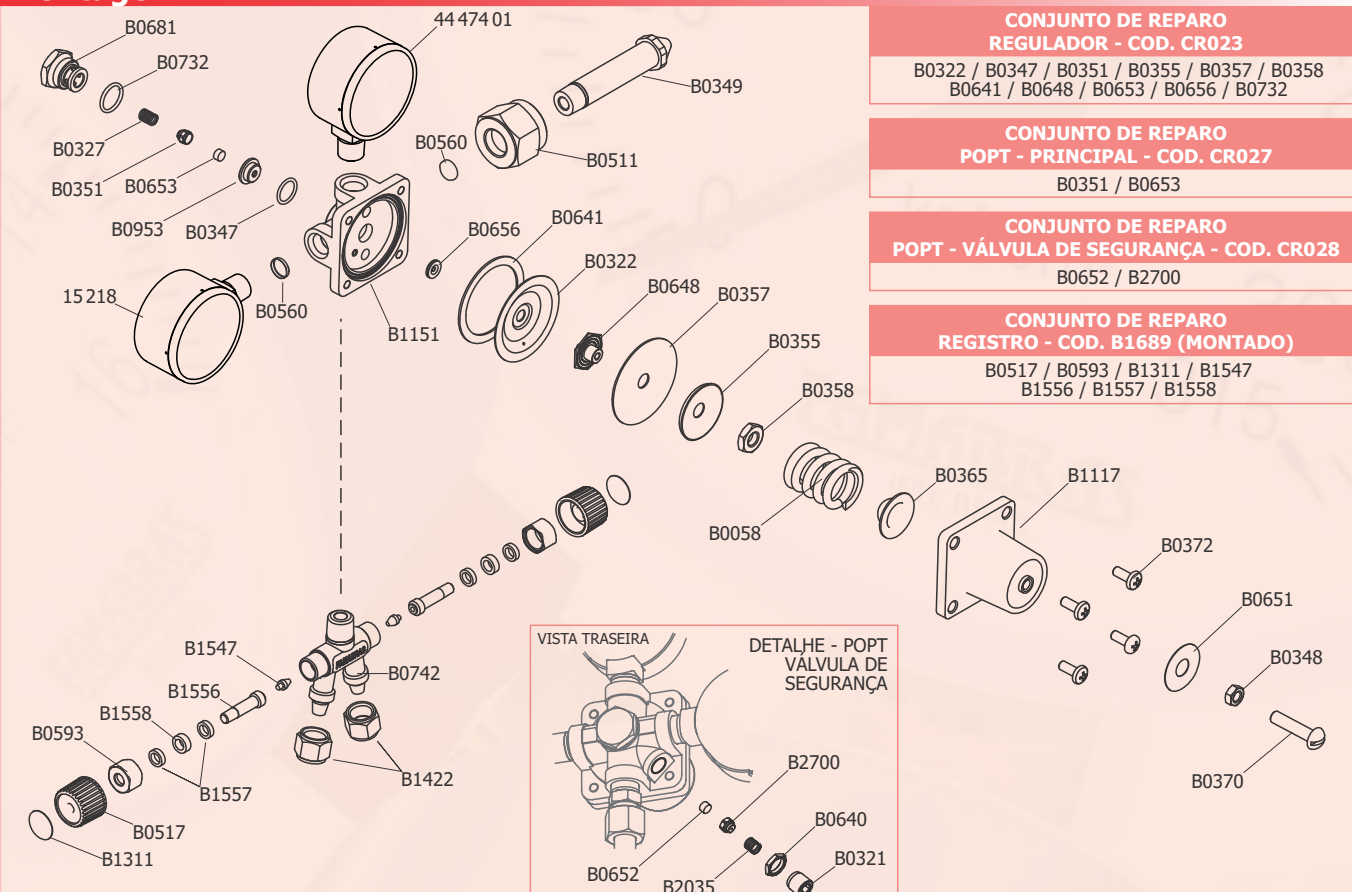 B0681
44 474 01
B0732
B0349
B0327
B0560
B0511
B0351
B0653
B0953
B0347
B0656
B0641
B0322
B0648
B0357
15 218
B0560
B1151
B0355
B0358
B0365
B1117
B0058
B0372
B0651
B0348
B0370
B1547
B0742
B1556
B1558
B0593
B1422
B1557
B0517
B1311
VISTA TRASEIRA
DETALHE - POPT
VÁLVULA DE
SEGURANÇA
B2700
B0640
B0321
B0652
B2035
CONJUNTO DE REPARO
REGULADOR - COD. CR023
B0322 / B0347 / B0351 / B0355 / B0357 / B0358
B0641 / B0648 / B0653 / B0656 / B0732
CONJUNTO DE REPARO
POPT - PRINCIPAL - COD. CR027
B0351 / B0653
CONJUNTO DE REPARO
POPT - VÁLVULA DE SEGURANÇA - COD. CR028
B0652 / B2700
CONJUNTO DE REPARO
REGISTRO - COD. B1689 (MONTADO)
B0517 / B0593 / B1311 / B1547
B1556 / B1557 / B1558